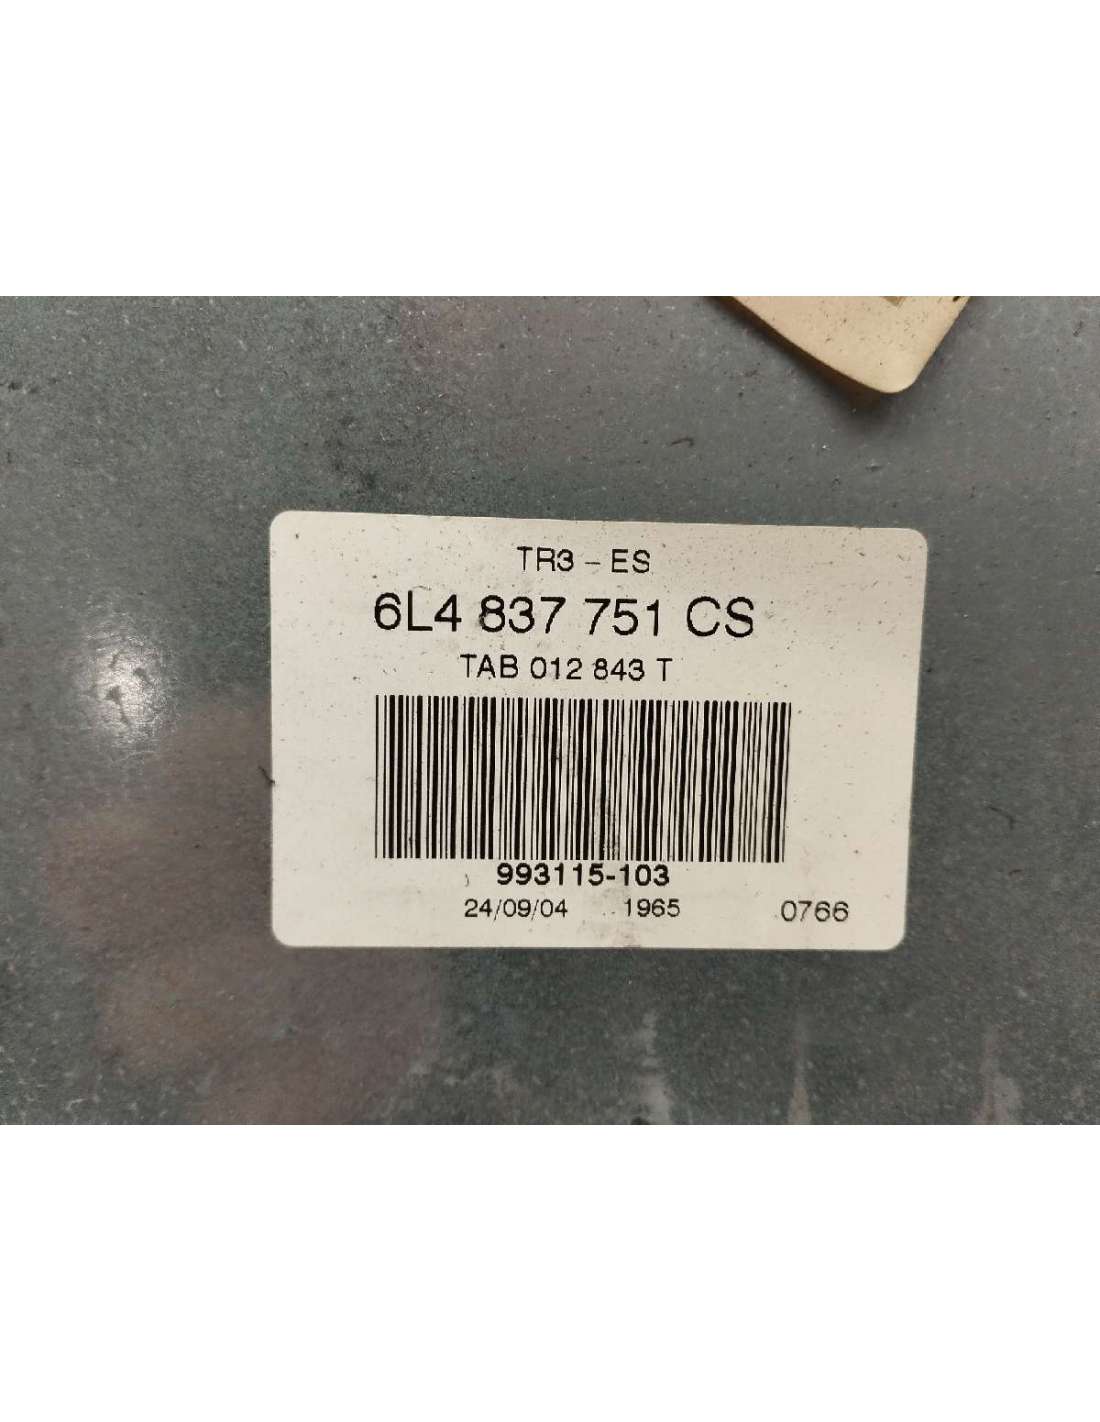 TR3 - ES
6L4 837 751 CS
TAB 012 843 T
993115-103
24/09/04 1965 0766